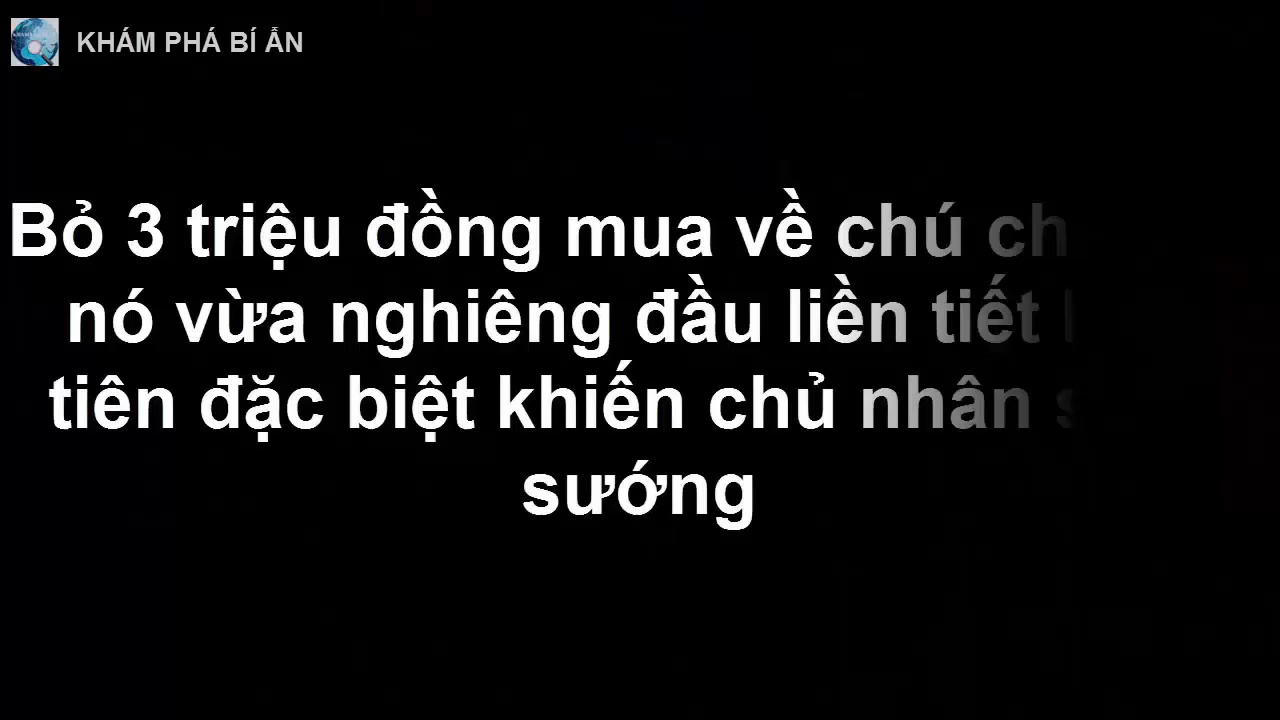 KHÁM PHÁ BÍ ẨN
Bỏ 3 triệu đồng mua về chú
nó vừa nghiêng đầu liền tiết
tiên đặc biệt khiến chủ nhân
sướng